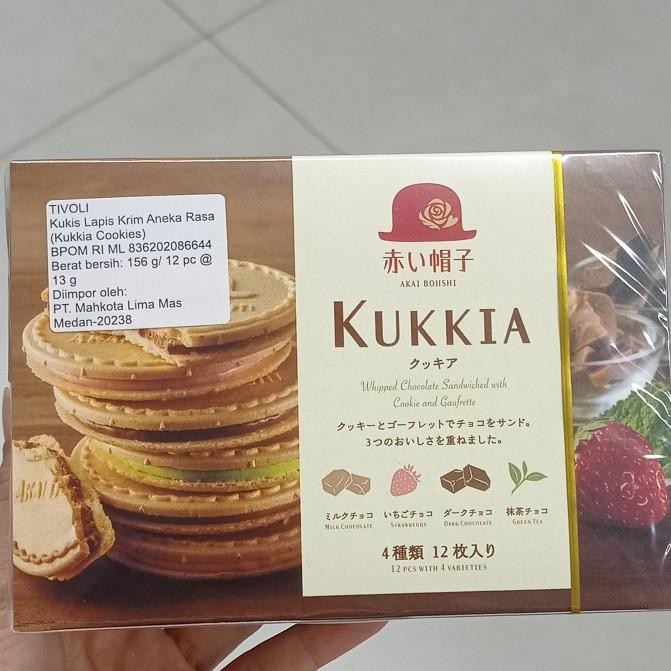 TIVOLI
Kukis Lapis Krim Aneka Rasa
(Kukkia Cookies)
BPOM RI ML 836202086644
Berat bersih: 156 g/ 12 pc @
13 g
Diimpor oleh:
PT. Mahkota Lima Mas
Medan-20238
赤い帽子
AKAI BOHSHI
KUKKIA
クッキア
Whipped Chocolate Sandwiched with
Cookie and Gaufrette
クッキーとゴーフレットでチョコをサンド。
3つのおいしさを重ねました。
ミルクチョコ いちごチョコ ダークチョコ 抹茶チョコ
MILK CHOCOLATE STRAWBERRY DARK CHOCOLATE GREEN TEA
4種類 12枚入り
12 PCS WITH 4 VARIETIES